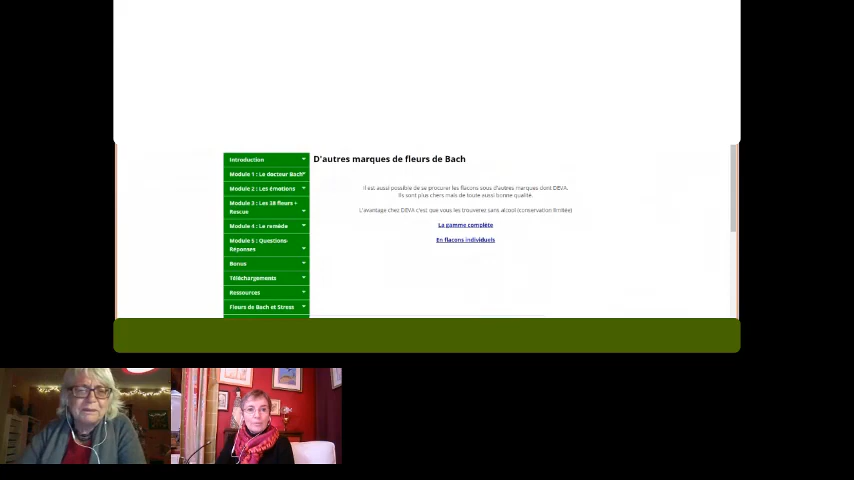 Introduction
Module 1 : Le docteur Bach
Module 2 : Les émotions
Module 3 : Les 38 fleurs +
Rescue
Module 4 : Le remède
Module 5 : Questions-
Réponses
Bonus
Téléchargements
Ressources
Fleurs de Bach et Stress
D'autres marques de fleurs de Bach
Il est aussi possible de se procurer les flacons sous d'autres marques dont DEVA.
Ils sont plus chers mais de toute aussi bonne qualité.
L'avantage chez DEVA c'est que vous les trouverez sans alcool (conservation limitée)
La gamme complète
En flacons individuels